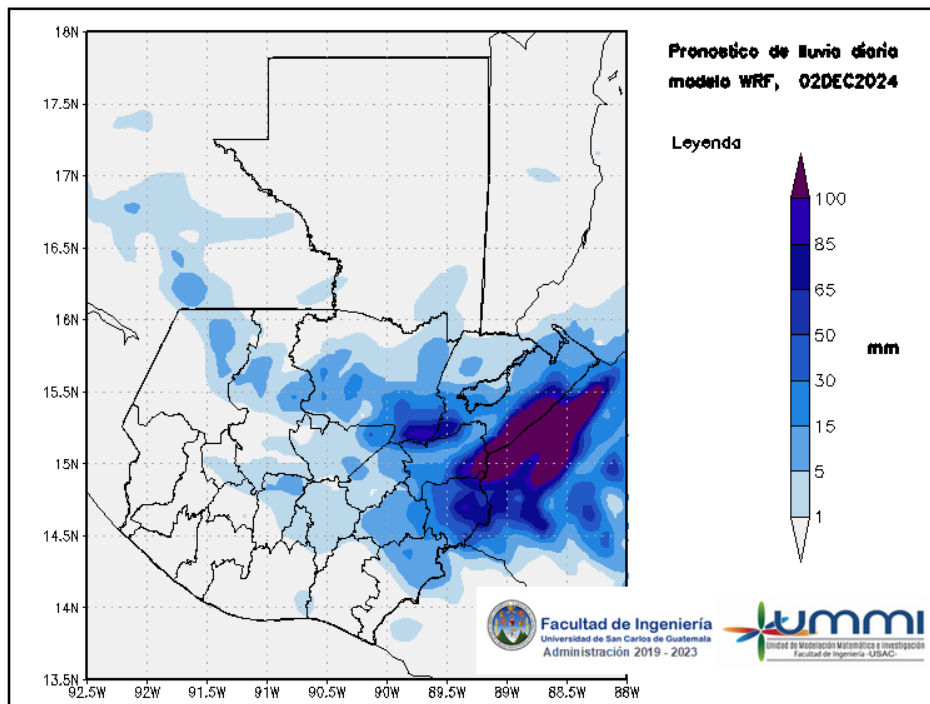 Pronostico de lluvia diaria
modelo WRF, 02DEC2024
Leyenda
100
85
65
50
30
15
5
1
mm
18N
17.5N
17N
16.5N
16N
15.5N
15N
14.5N
14N
13.5N
92.5W
92W
91.5W
91W
90.5W
90W
89.5W
89W
88.5W
88W
Facultad de Ingeniería
Universidad de San Carlos de Guatemala
Administración 2019 - 2023
UMMI
Unidad de Modelación Matemática e Investigación
Facultad de Ingeniería -USAC-